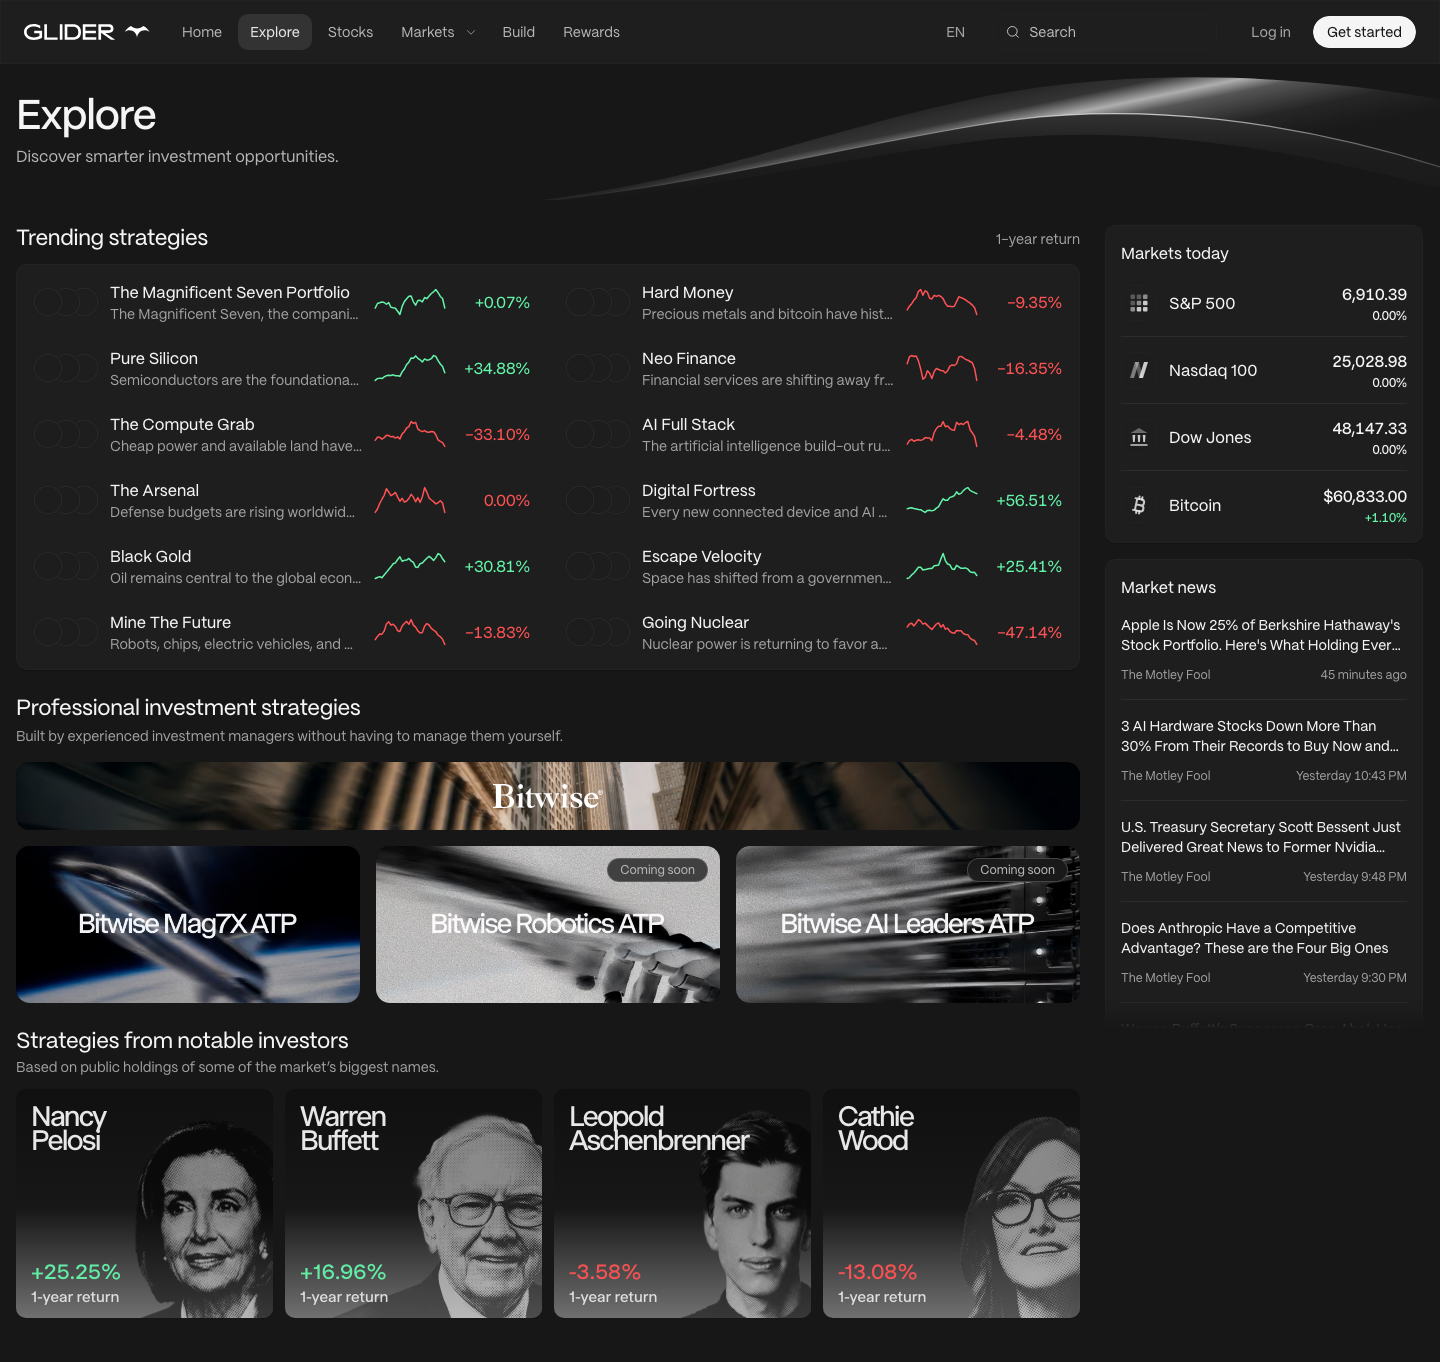 GLIDER
Home
Explore
Stocks
Markets
Build
Rewards
EN
Search
Log in
Get started
Explore
Discover smarter investment opportunities.
Trending strategies
1-year return
The Magnificent Seven Portfolio
The Magnificent Seven, the compani...
+0.07%
Hard Money
Precious metals and bitcoin have hist...
-9.35%
Pure Silicon
Semiconductors are the foundationa...
+34.88%
Neo Finance
Financial services are shifting away fr...
-16.35%
The Compute Grab
Cheap power and available land have...
-33.10%
AI Full Stack
The artificial intelligence build-out ru...
-4.48%
The Arsenal
Defense budgets are rising worldwid...
0.00%
Digital Fortress
Every new connected device and AI ...
+56.51%
Black Gold
Oil remains central to the global econ...
+30.81%
Escape Velocity
Space has shifted from a governmen...
+25.41%
Mine The Future
Robots, chips, electric vehicles, and ...
-13.83%
Going Nuclear
Nuclear power is returning to favor a...
-47.14%
Professional investment strategies
Built by experienced investment managers without having to manage them yourself.
Bitwise®
Bitwise Mag7X ATP
Coming soon
Bitwise Robotics ATP
Coming soon
Bitwise AI Leaders ATP
Strategies from notable investors
Based on public holdings of some of the market’s biggest names.
Nancy
Pelosi
+25.25%
1-year return
Warren
Buffett
+16.96%
1-year return
Leopold
Aschenbrenner
-3.58%
1-year return
Cathie
Wood
-13.08%
1-year return
Markets today
S&P 500
6,910.39
0.00%
Nasdaq 100
25,028.98
0.00%
Dow Jones
48,147.33
0.00%
Bitcoin
$60,833.00
+1.10%
Market news
Apple Is Now 25% of Berkshire Hathaway's
Stock Portfolio. Here's What Holding Ever...
The Motley Fool
45 minutes ago
3 AI Hardware Stocks Down More Than
30% From Their Records to Buy Now and...
The Motley Fool
Yesterday 10:43 PM
U.S. Treasury Secretary Scott Bessent Just
Delivered Great News to Former Nvidia...
The Motley Fool
Yesterday 9:48 PM
Does Anthropic Have a Competitive
Advantage? These are the Four Big Ones
The Motley Fool
Yesterday 9:30 PM